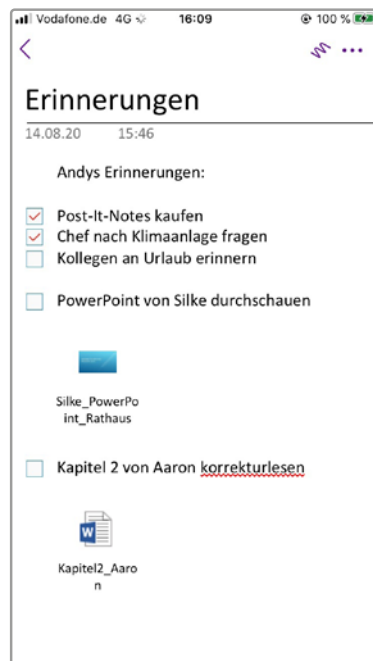 Vodafone.de 4G 16:09 100 %
Erinnerungen
14.08.20 15:46
Andys Erinnerungen:
Post-It-Notes kaufen
Chef nach Klimaanlage fragen
Kollegen an Urlaub erinnern
PowerPoint von Silke durchschauen
Silke_PowerPo
int_Rathaus
Kapitel 2 von Aaron korrekturlesen
W
Kapitel2_Aaro
n